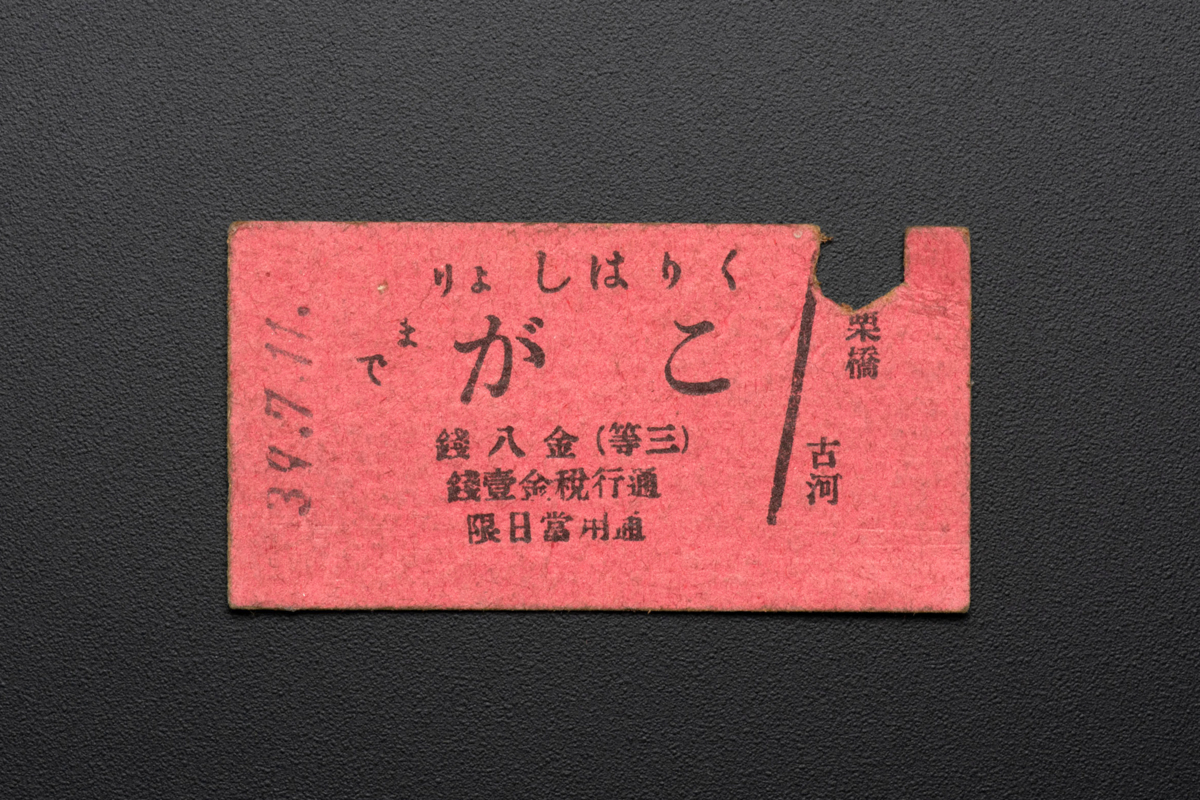 くりはしより
こがまで
(三等)金八錢
通行稅金壹錢
通用當日限
栗橋
古河
39.7.11.